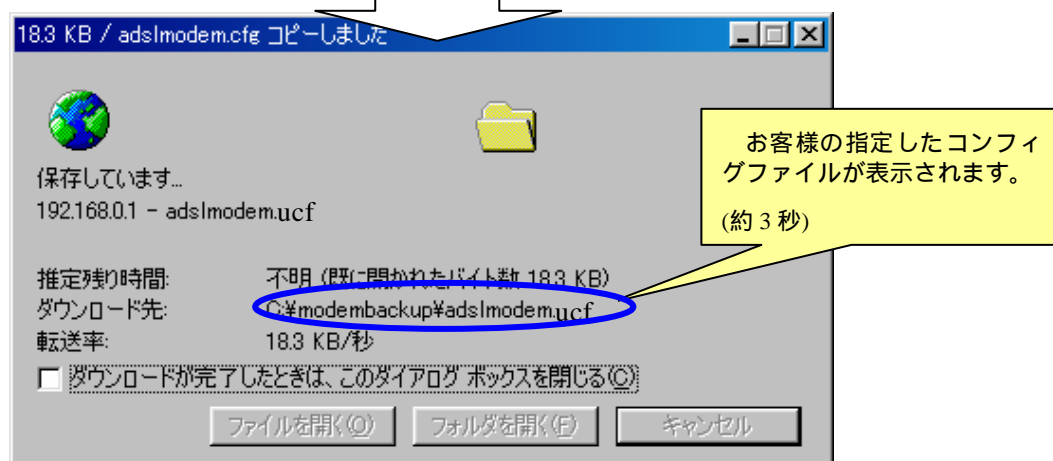 18.3 KB / adslmodem.cfg コピーしました
お客様の指定したコンフィ
グファイルが表示されます。
(約 3 秒)
保存しています...
192.168.0.1 - adslmodem.ucf
推定残り時間: 不明 (既に開かれたバイト数 18.3 KB)
ダウンロード先: C:¥modembackup¥adslmodem.ucf
転送率: 18.3 KB/秒
ダウンロードが完了したときは、このダイアログ ボックスを閉じる(C)
ファイルを開く(O) フォルダを開く(F) キャンセル